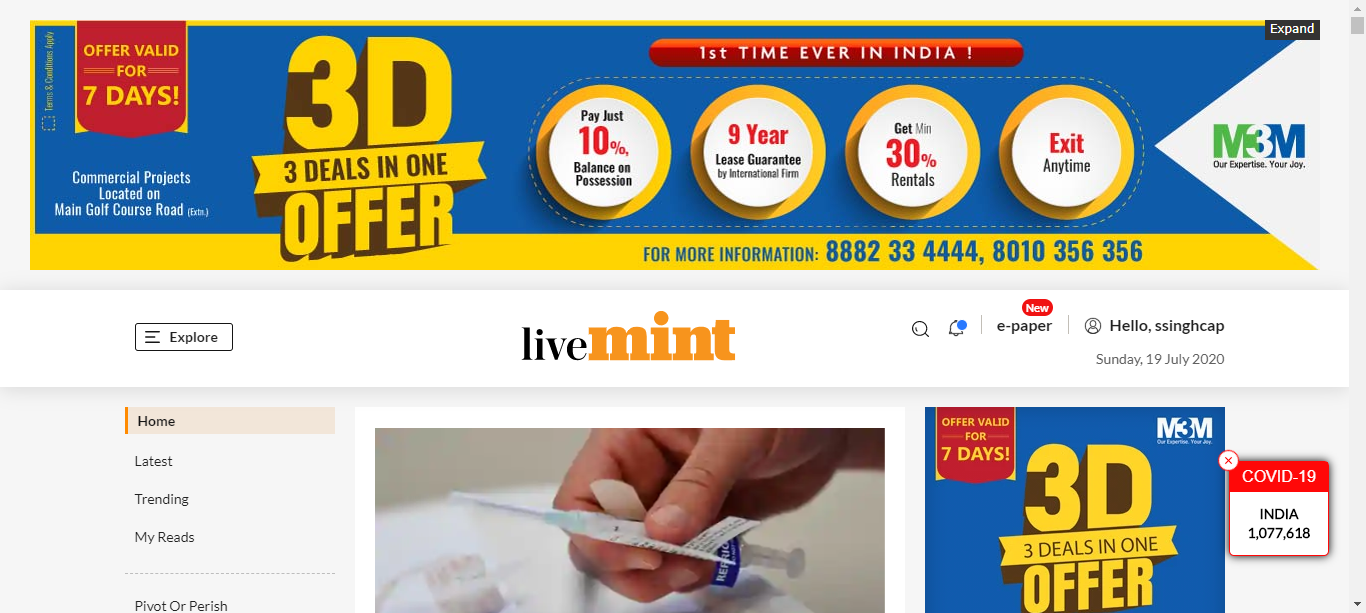 Expand
Terms & Conditions Apply
OFFER VALID
FOR
7 DAYS!
Commercial Projects
Located on
Main Golf Course Road (Extn.)
3D
3 DEALS IN ONE
OFFER
1st TIME EVER IN INDIA !
Pay Just
10%,
Balance on
Possession
9 Year
Lease Guarantee
by International Firm
Get Min
30%
Rentals
Exit
Anytime
M3M
Our Expertise. Your Joy.
FOR MORE INFORMATION: 8882 33 4444, 8010 356 356
Explore
livemint
New
e-paper
Hello, ssinghcap
Sunday, 19 July 2020
Home
Latest
Trending
My Reads
Pivot Or Perish
REFRIG
OFFER VALID
FOR
7 DAYS!
M3M
Our Expertise. Your Joy.
3D
3 DEALS IN ONE
OFFER
COVID-19
INDIA
1,077,618